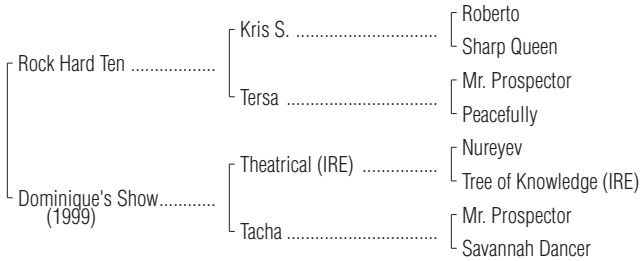 Roberto
Kris S. ....................................
Sharp Queen
Rock Hard Ten ..................
Mr. Prospector
Tersa ......................................
Peacefully
Nureyev
Theatrical (IRE) ..................
Tree of Knowledge (IRE)
Dominique's Show............
(1999)
Mr. Prospector
Tacha ......................................
Savannah Dancer